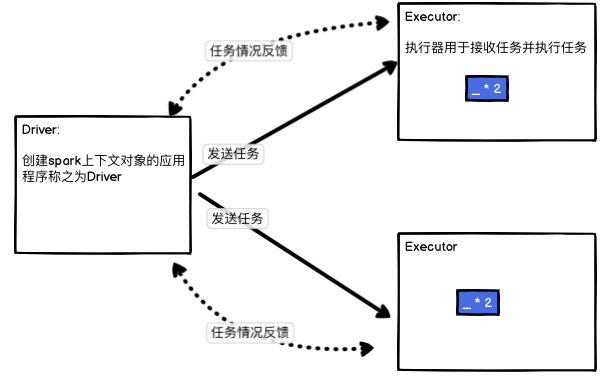 Executor:
执行器用于接收任务并执行任务
_ * 2
任务情况反馈
发送任务
Driver:
创建spark上下文对象的应用
程序称之为Driver
发送任务
任务情况反馈
Executor
_ * 2